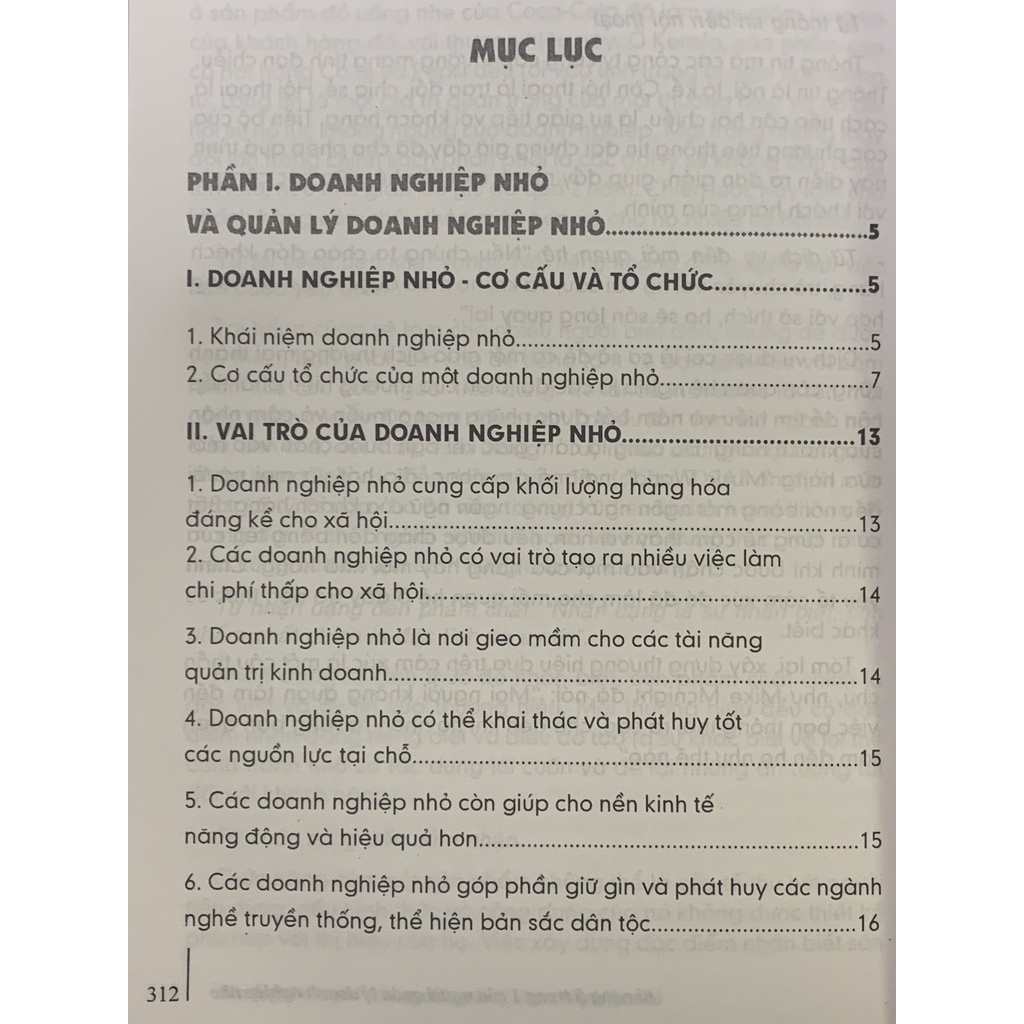 MỤC LỤC
PHẦN I. DOANH NGHIỆP NHỎ
VÀ QUẢN LÝ DOANH NGHIỆP NHỎ.......................................5
I. DOANH NGHIỆP NHỎ - CƠ CẤU VÀ TỔ CHỨC.......................5
1. Khái niệm doanh nghiệp nhỏ......................................................5
2. Cơ cấu tổ chức của một doanh nghiệp nhỏ................................7
II. VAI TRÒ CỦA DOANH NGHIỆP NHỎ...................................13
1. Doanh nghiệp nhỏ cung cấp khối lượng hàng hóa
đáng kể cho xã hội.........................................................................13
2. Các doanh nghiệp nhỏ có vai trò tạo ra nhiều việc làm
chi phí thấp cho xã hội...................................................................14
3. Doanh nghiệp nhỏ là nơi gieo mầm cho các tài năng
quản trị kinh doanh.........................................................................14
4. Doanh nghiệp nhỏ có thể khai thác và phát huy tốt
các nguồn lực tại chỗ.....................................................................15
5. Các doanh nghiệp nhỏ còn giúp cho nền kinh tế
năng động và hiệu quả hơn...........................................................15
6. Các doanh nghiệp nhỏ góp phần giữ gìn và phát huy các ngành
nghề truyền thống, thể hiện bản sắc dân tộc................................16
312